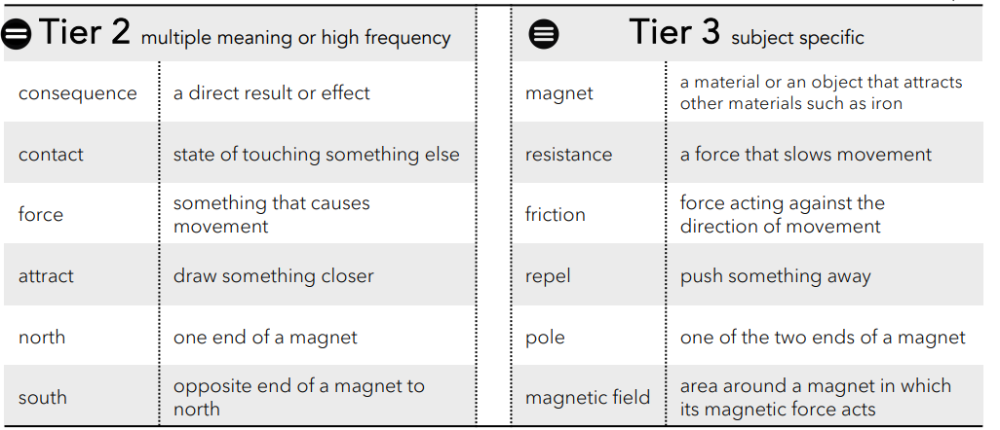 Tier 2 multiple meaning or high frequency
consequence a direct result or effect
contact state of touching something else
force something that causes
movement
attract draw something closer
north one end of a magnet
south opposite end of a magnet to
north
Tier 3 subject specific
magnet a material or an object that attracts
other materials such as iron
resistance a force that slows movement
friction force acting against the
direction of movement
repel push something away
pole one of the two ends of a magnet
magnetic field area around a magnet in which
its magnetic force acts